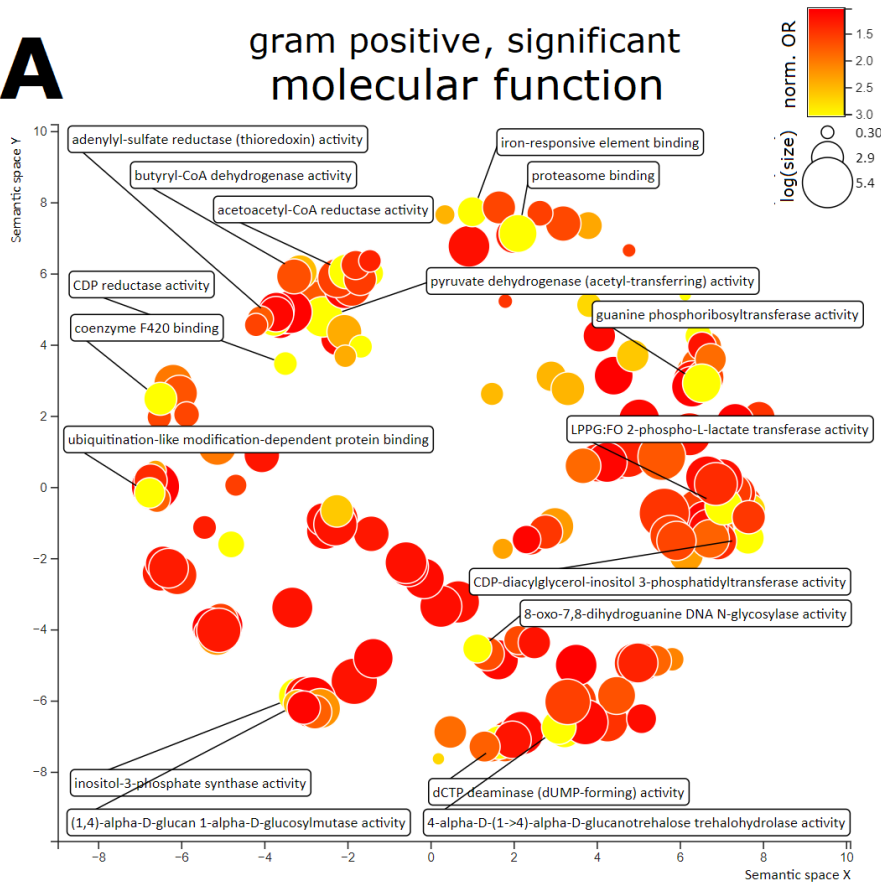 A
gram positive, significant
molecular function
norm. OR
1.5
2.0
2.5
3.0
log(size)
0.30
2.9
5.4
Semantic space Y
10
8
6
4
2
0
−2
−4
−6
−8
adenylyl-sulfate reductase (thioredoxin) activity
iron-responsive element binding
butyryl-CoA dehydrogenase activity
proteasome binding
acetoacetyl-CoA reductase activity
CDP reductase activity
pyruvate dehydrogenase (acetyl-transferring) activity
coenzyme F420 binding
guanine phosphoribosyltransferase activity
ubiquitination-like modification-dependent protein binding
LPPG:FO 2-phospho-L-lactate transferase activity
CDP-diacylglycerol-inositol 3-phosphatidyltransferase activity
8-oxo-7,8-dihydroguanine DNA N-glycosylase activity
inositol-3-phosphate synthase activity
dCTP deaminase (dUMP-forming) activity
(1,4)-alpha-D-glucan 1-alpha-D-glucosylmutase activity
4-alpha-D-(1->4)-alpha-D-glucanotrehalose trehalohydrolase activity
−8
−6
−4
−2
0
2
4
6
8
10
Semantic space X